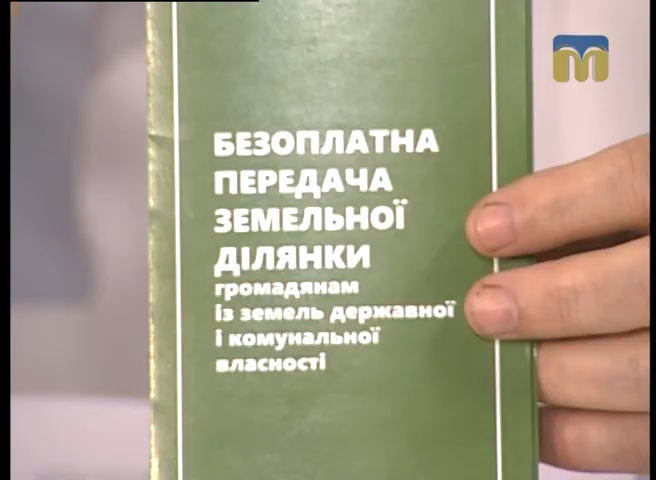 БЕЗОПЛАТНА
ПЕРЕДАЧА
ЗЕМЕЛЬНОЇ
ДІЛЯНКИ
громадянам
із земель державної
і комунальної
власності